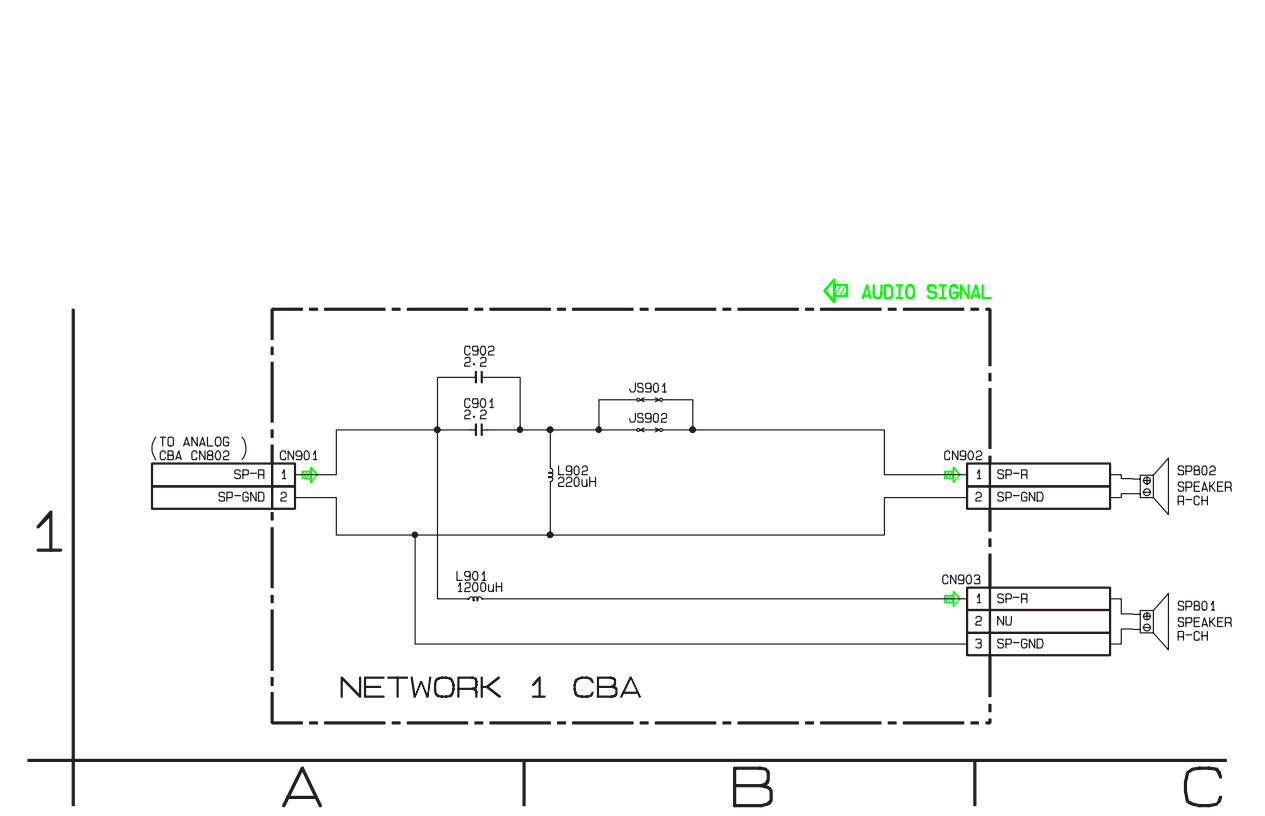 AUDIO SIGNAL
C902
2.2
C901
2.2
JS901
JS902
(TO ANALOG
CBA CN802)
CN901
SP-R 1
SP-GND 2
L902
220uH
CN902
1 SP-R
2 SP-GND
SP802
SPEAKER
R-CH
1
L901
1200uH
CN903
1 SP-R
2 NU
3 SP-GND
SP801
SPEAKER
R-CH
NETWORK 1 CBA
A B C